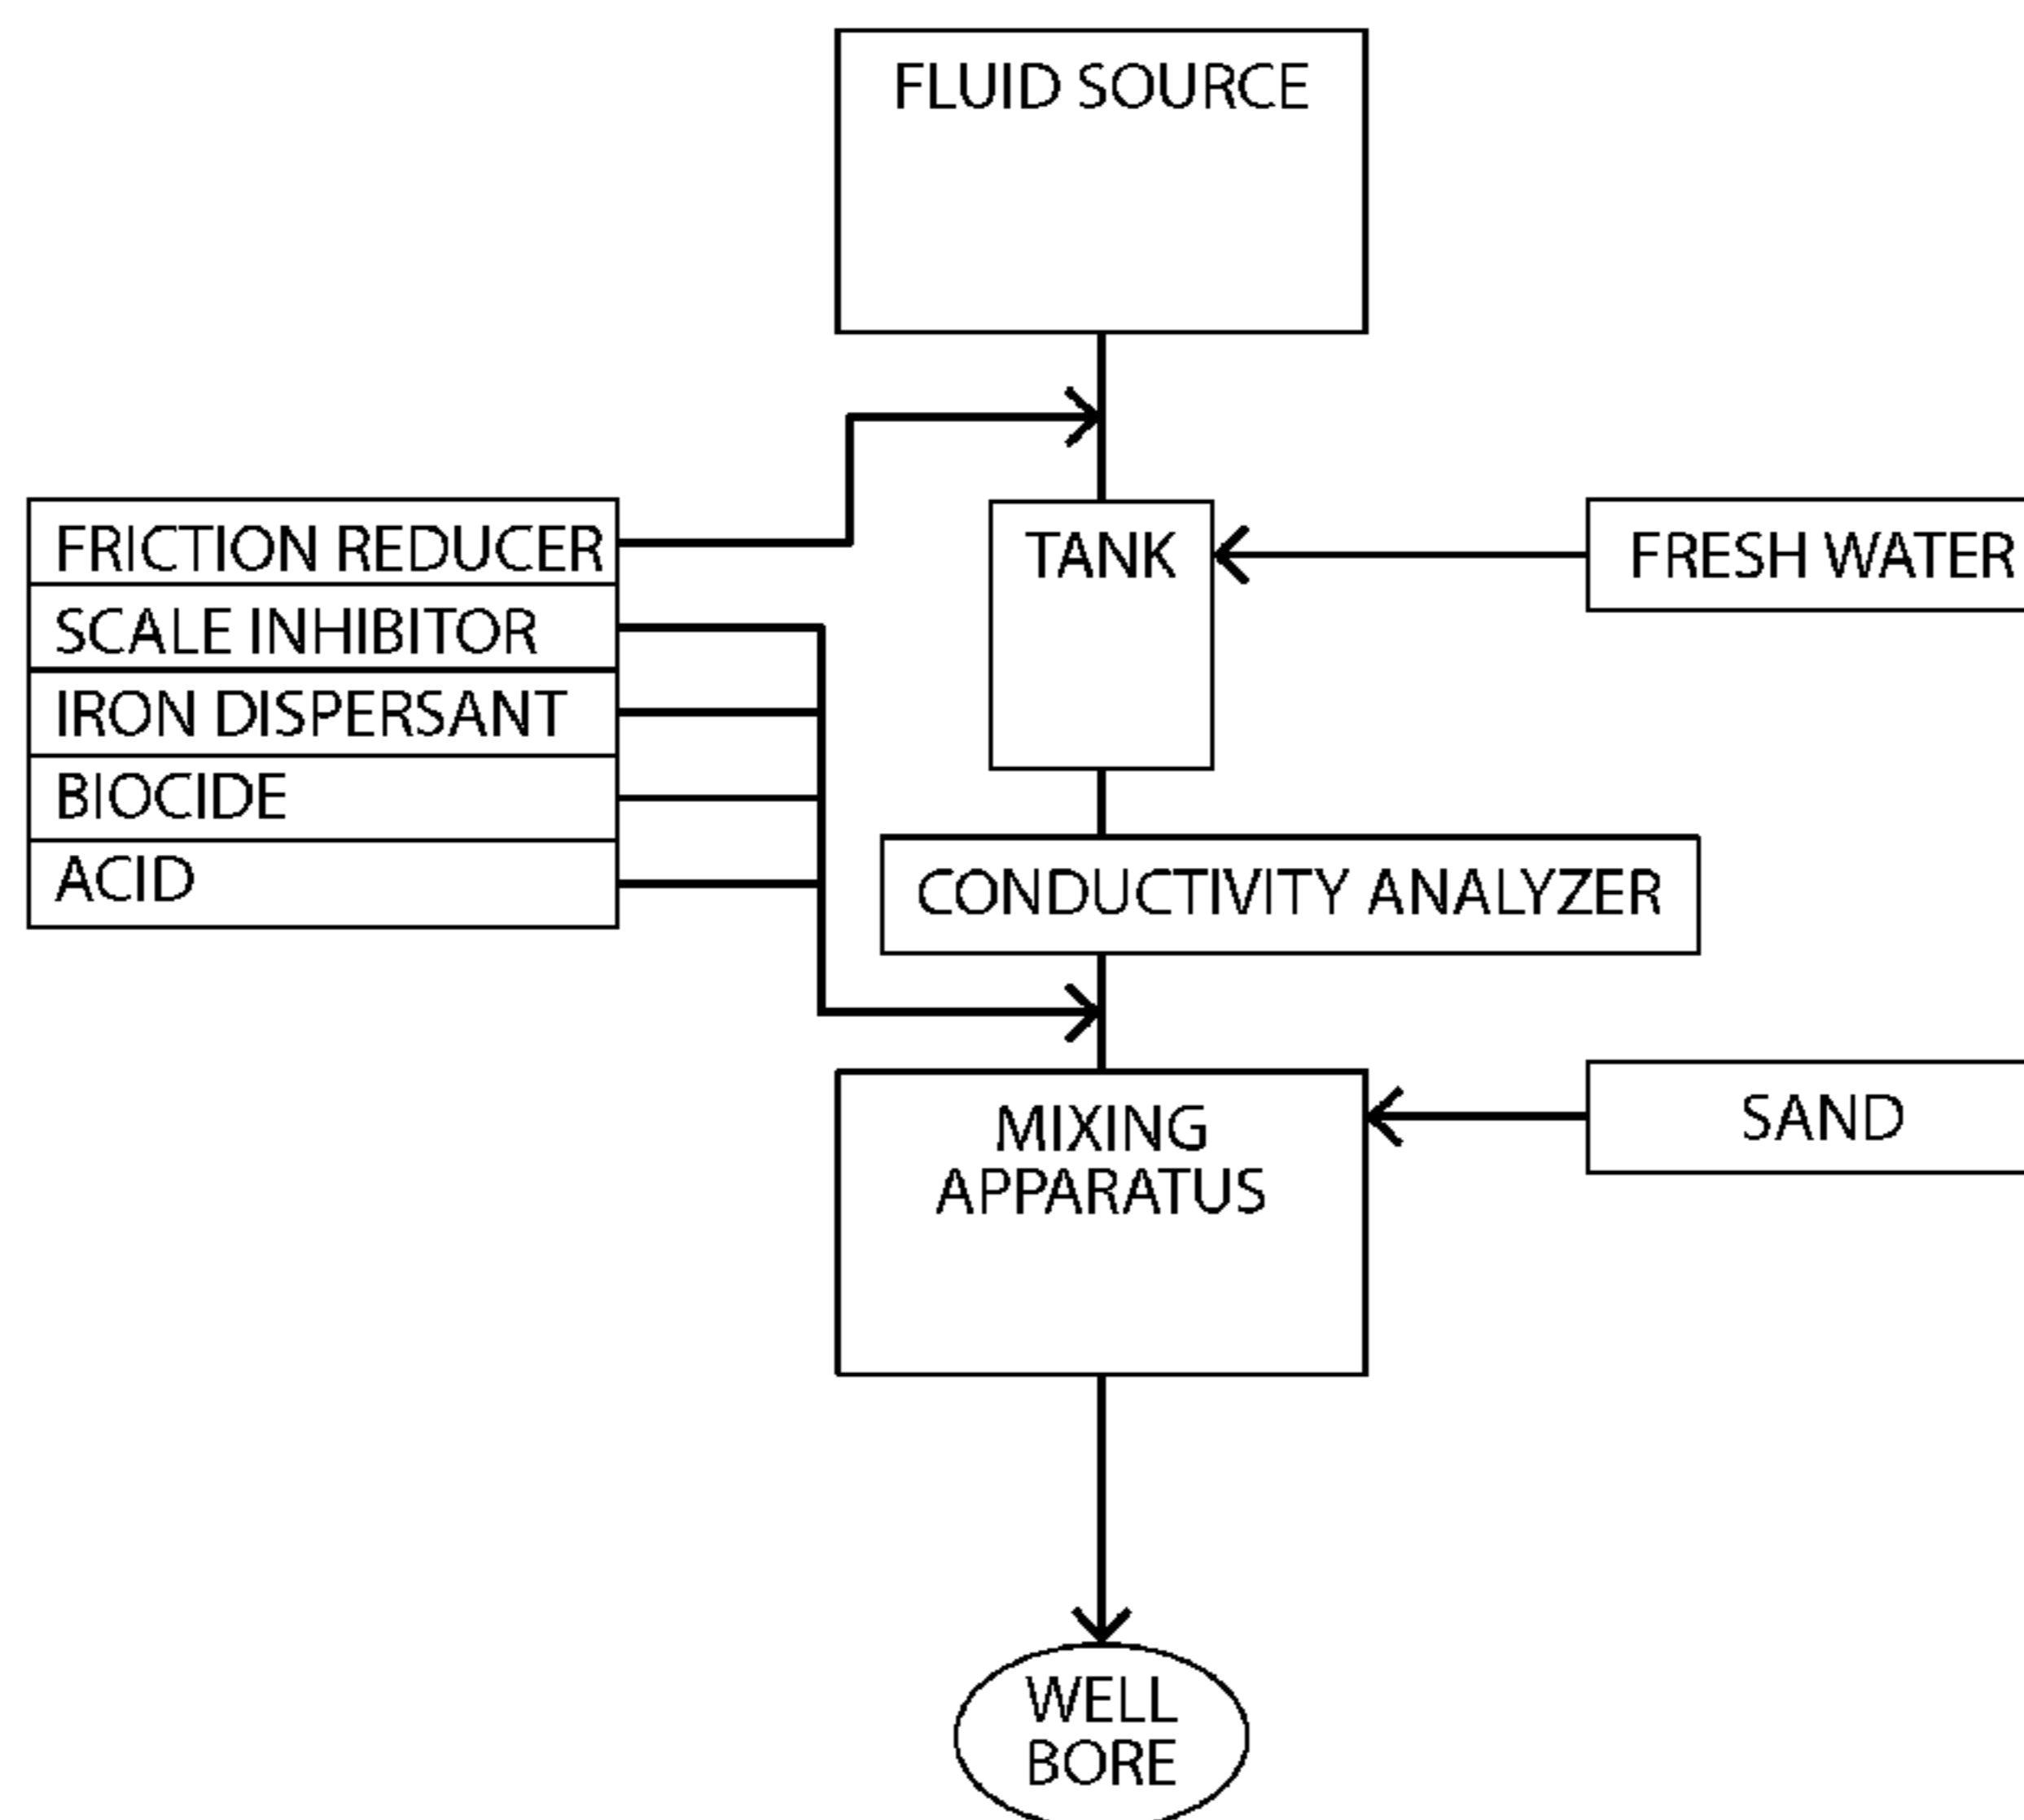 FLUID SOURCE
FRICTION REDUCER
SCALE INHIBITOR
IRON DISPERSANT
BIOCIDE
ACID
TANK
FRESH WATER
CONDUCTIVITY ANALYZER
MIXING
APPARATUS
SAND
WELL
BORE